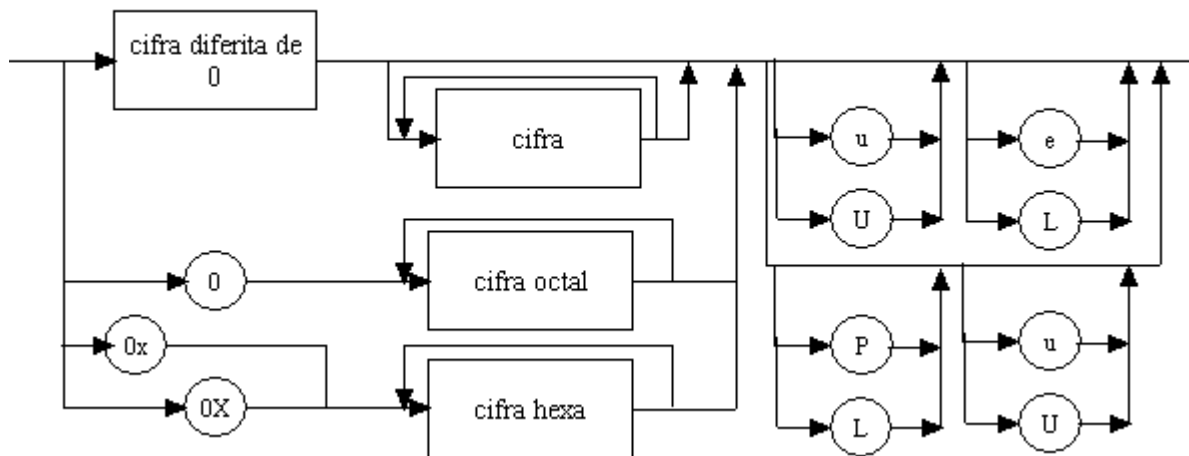 cifra diferita de
0
cifra
u
e
U
L
0
cifra octal
0x
P
u
0X
cifra hexa
L
U